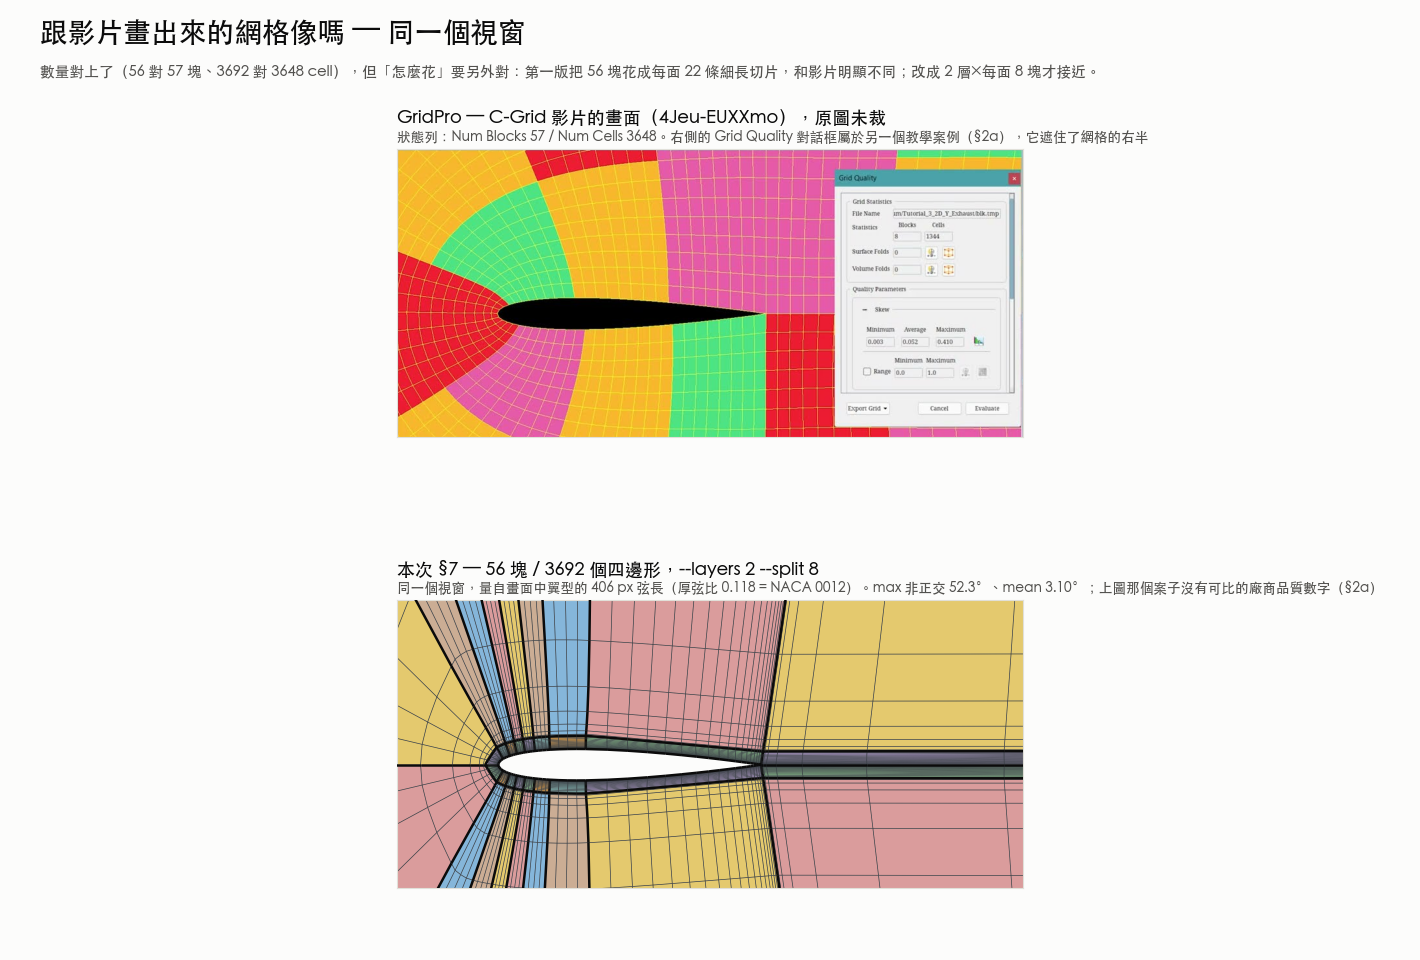 跟影片畫出來的網格像嗎 — 同一個視窗
數量對上了（56 對 57 塊、3692 對 3648 cell），但「怎麼花」要另外對：第一版把 56 塊花成每面 22 條細長切片，和影片明顯不同；改成 2 層×每面 8 塊才接近。
GridPro — C-Grid 影片的畫面（4Jeu-EUXXmo），原圖未裁
狀態列：Num Blocks 57 / Num Cells 3648。右側的 Grid Quality 對話框屬於另一個教學案例（§2a），它遮住了網格的右半
Grid Quality
Grid Statistics
File Name im/Tutorial_3_2D_Y_Exhaust/blk.tmp
Statistics Blocks Cells
8 1344
Surface Folds 0
Volume Folds 0
Quality Parameters
Skew
Minimum Average Maximum
0.003 0.052 0.410
Minimum Maximum
Range 0.0 1.0
Export Grid Cancel Evaluate
本次 §7 — 56 塊 / 3692 個四邊形，--layers 2 --split 8
同一個視窗，量自畫面中翼型的 406 px 弦長（厚弦比 0.118 = NACA 0012）。max 非正交 52.3°、mean 3.10°；上圖那個案子沒有可比的廠商品質數字（§2a）